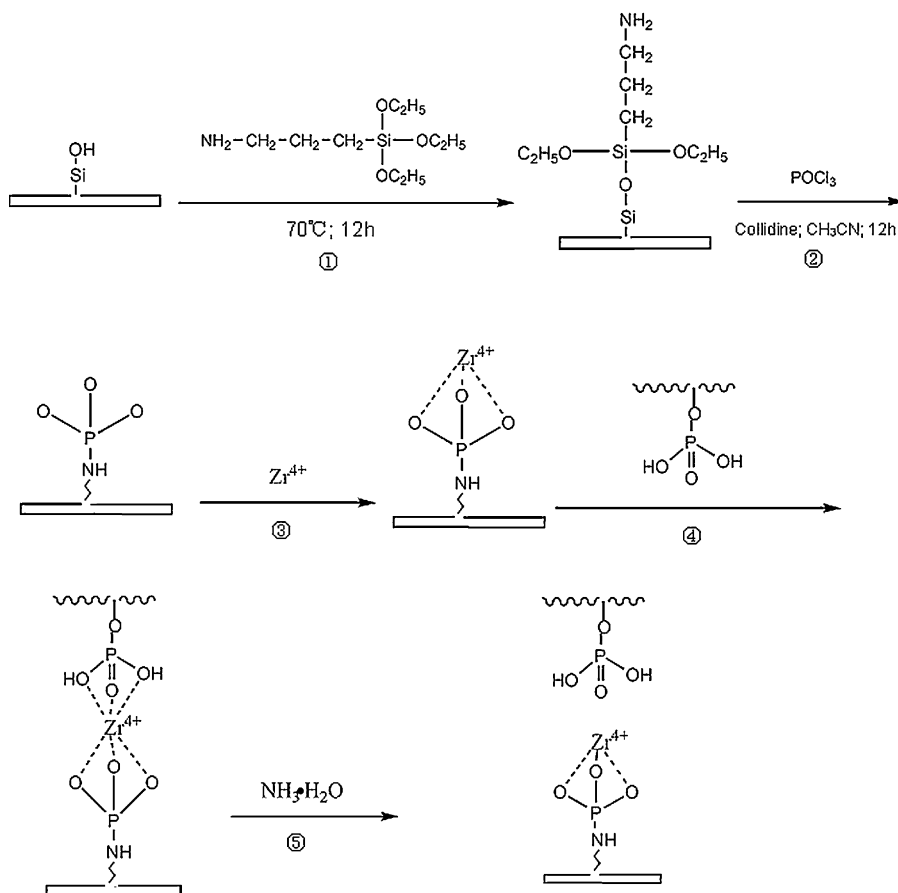 NH₂
CH₂
CH₂
CH₂
OC₂H₅
NH₂-CH₂-CH₂-CH₂-Si-OC₂H₅
OC₂H₅
OH
Si
C₂H₅O-Si-OC₂H₅
O
Si
70℃; 12h
①
POCl₃
Collidine; CH₃CN; 12h
②
O
O O
P
NH
Zr⁴⁺
③
Zr⁴⁺
O
O O
P
NH
O
P
HO OH
O
④
O
P
HO OH
O
Zr⁴⁺
O
O O
P
NH
NH₃•H₂O
⑤
O
P
HO OH
O
Zr⁴⁺
O
O O
P
NH